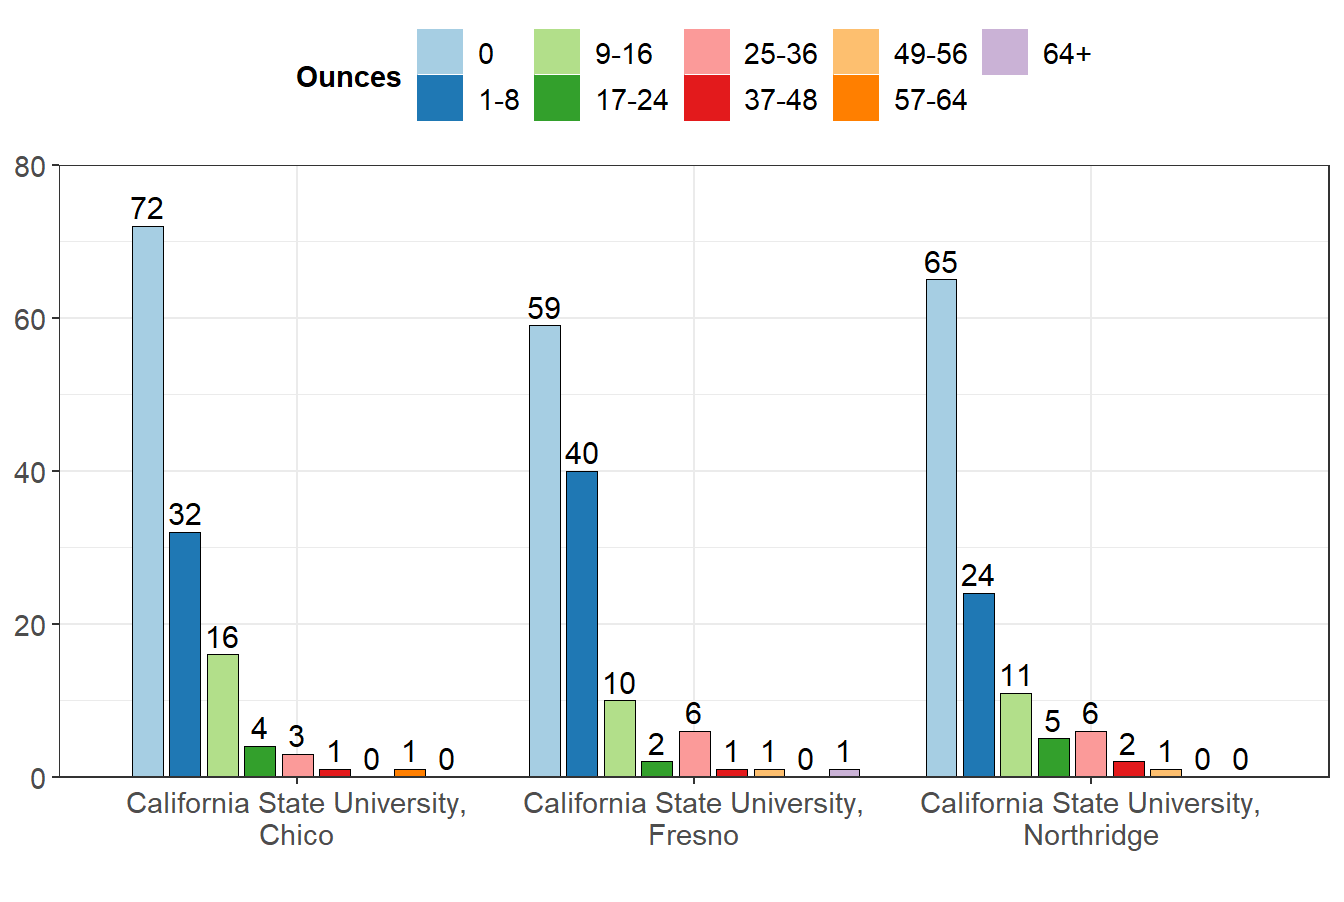 Ounces
0 9-16 25-36 49-56 64+
1-8 17-24 37-48 57-64
80
60
40
20
0
72 32 16 4 3 1 0 1 0
59 40 10 2 6 1 1 0 1
65 24 11 5 6 2 1 0 0
California State University,
Chico
California State University,
Fresno
California State University,
Northridge